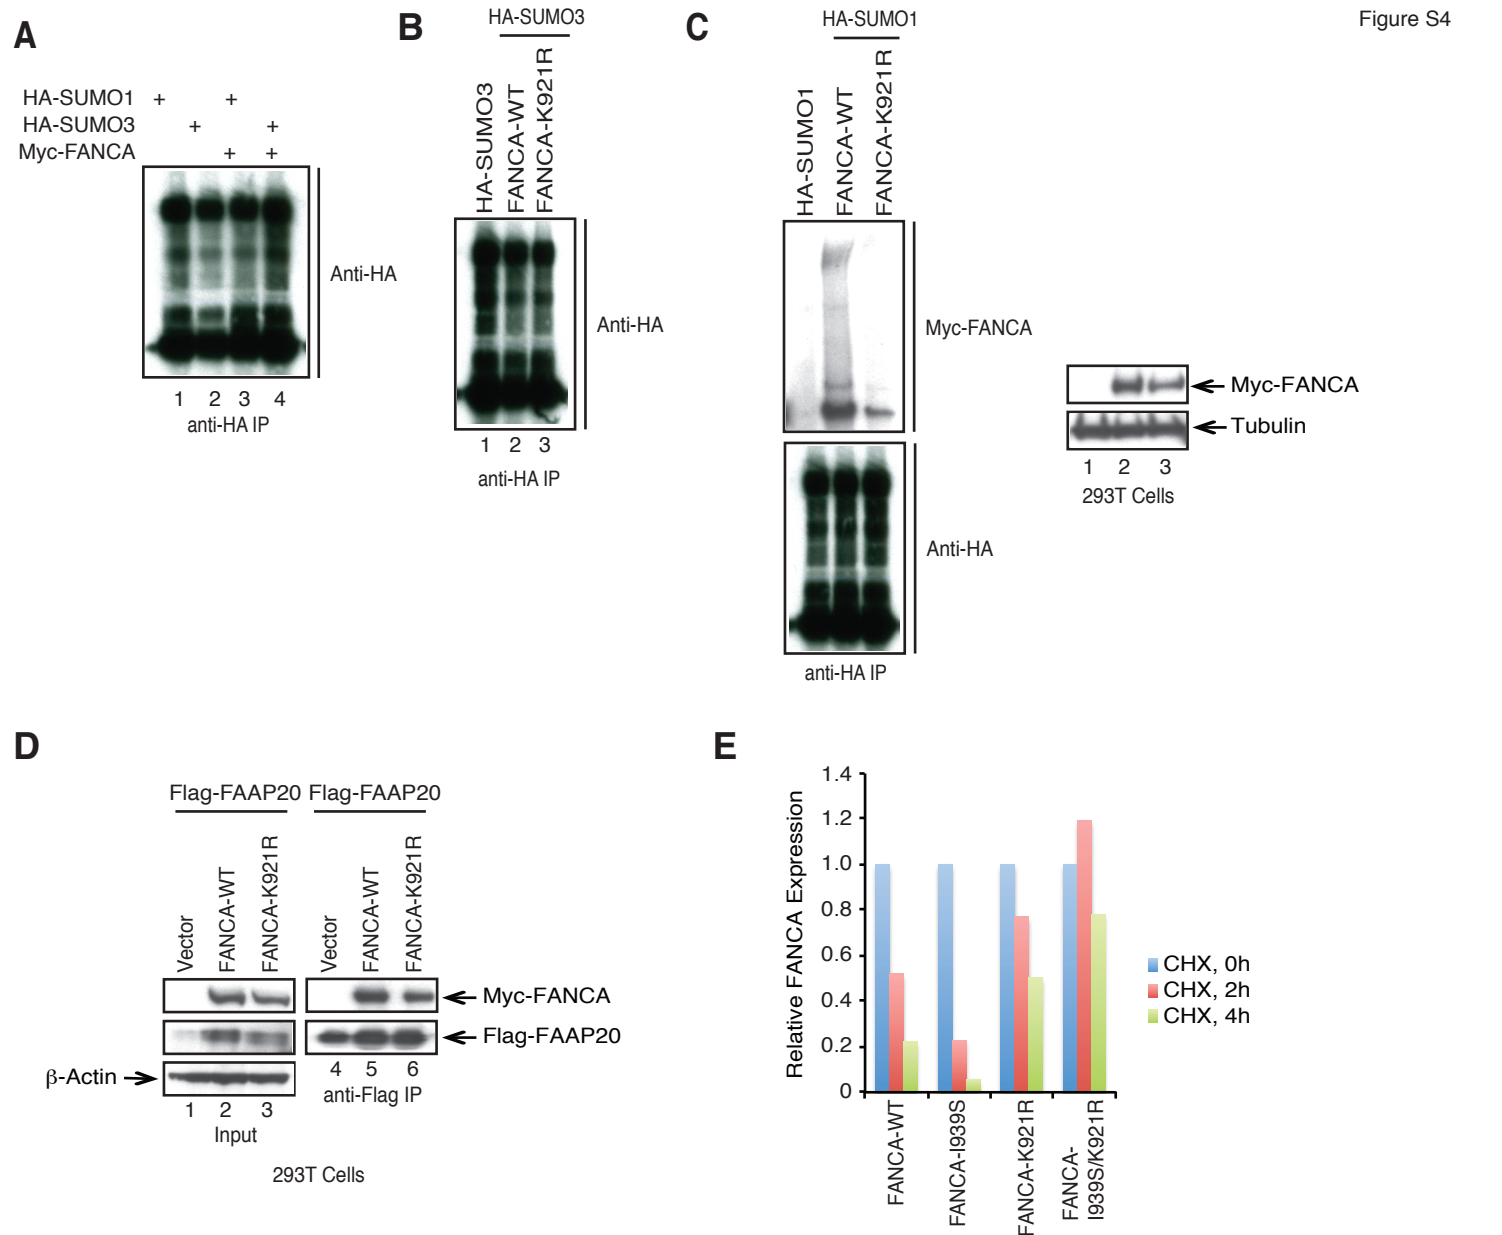 Figure S4
A
HA-SUMO1 + +
HA-SUMO3 + +
Myc-FANCA + +
Anti-HA
1 2 3 4
anti-HA IP
B
HA-SUMO3
HA-SUMO3
FANCA-WT
FANCA-K921R
Anti-HA
1 2 3
anti-HA IP
C
HA-SUMO1
HA-SUMO1
FANCA-WT
FANCA-K921R
Myc-FANCA
Anti-HA
anti-HA IP
Myc-FANCA
Tubulin
1 2 3
293T Cells
D
Flag-FAAP20 Flag-FAAP20
Vector
FANCA-WT
FANCA-K921R
Vector
FANCA-WT
FANCA-K921R
Myc-FANCA
Flag-FAAP20
β-Actin
1 2 3
Input
4 5 6
anti-Flag IP
293T Cells
E
Relative FANCA Expression
1.4
1.2
1.0
0.8
0.6
0.4
0.2
0
FANCA-WT
FANCA-I939S
FANCA-K921R
FANCA-
I939S/K921R
CHX, 0h
CHX, 2h
CHX, 4h